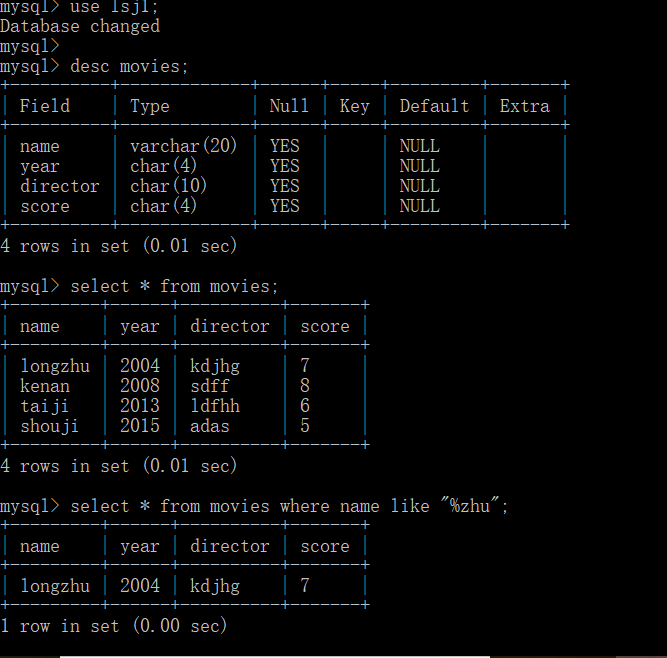 mysql> use lsjl;
Database changed
mysql>
mysql> desc movies;
+----------+-------------+------+-----+---------+-------+
| Field    | Type        | Null | Key | Default | Extra |
+----------+-------------+------+-----+---------+-------+
| name     | varchar(20) | YES  |     | NULL    |       |
| year     | char(4)     | YES  |     | NULL    |       |
| director | char(10)    | YES  |     | NULL    |       |
| score    | char(4)     | YES  |     | NULL    |       |
+----------+-------------+------+-----+---------+-------+
4 rows in set (0.01 sec)
mysql> select * from movies;
+---------+------+----------+-------+
| name    | year | director | score |
+---------+------+----------+-------+
| longzhu | 2004 | kdjhg    | 7     |
| kenan   | 2008 | sdff     | 8     |
| taiji   | 2013 | ldfhh    | 6     |
| shouji  | 2015 | adas     | 5     |
+---------+------+----------+-------+
4 rows in set (0.01 sec)
mysql> select * from movies where name like "%zhu";
+---------+------+----------+-------+
| name    | year | director | score |
+---------+------+----------+-------+
| longzhu | 2004 | kdjhg    | 7     |
+---------+------+----------+-------+
1 row in set (0.00 sec)